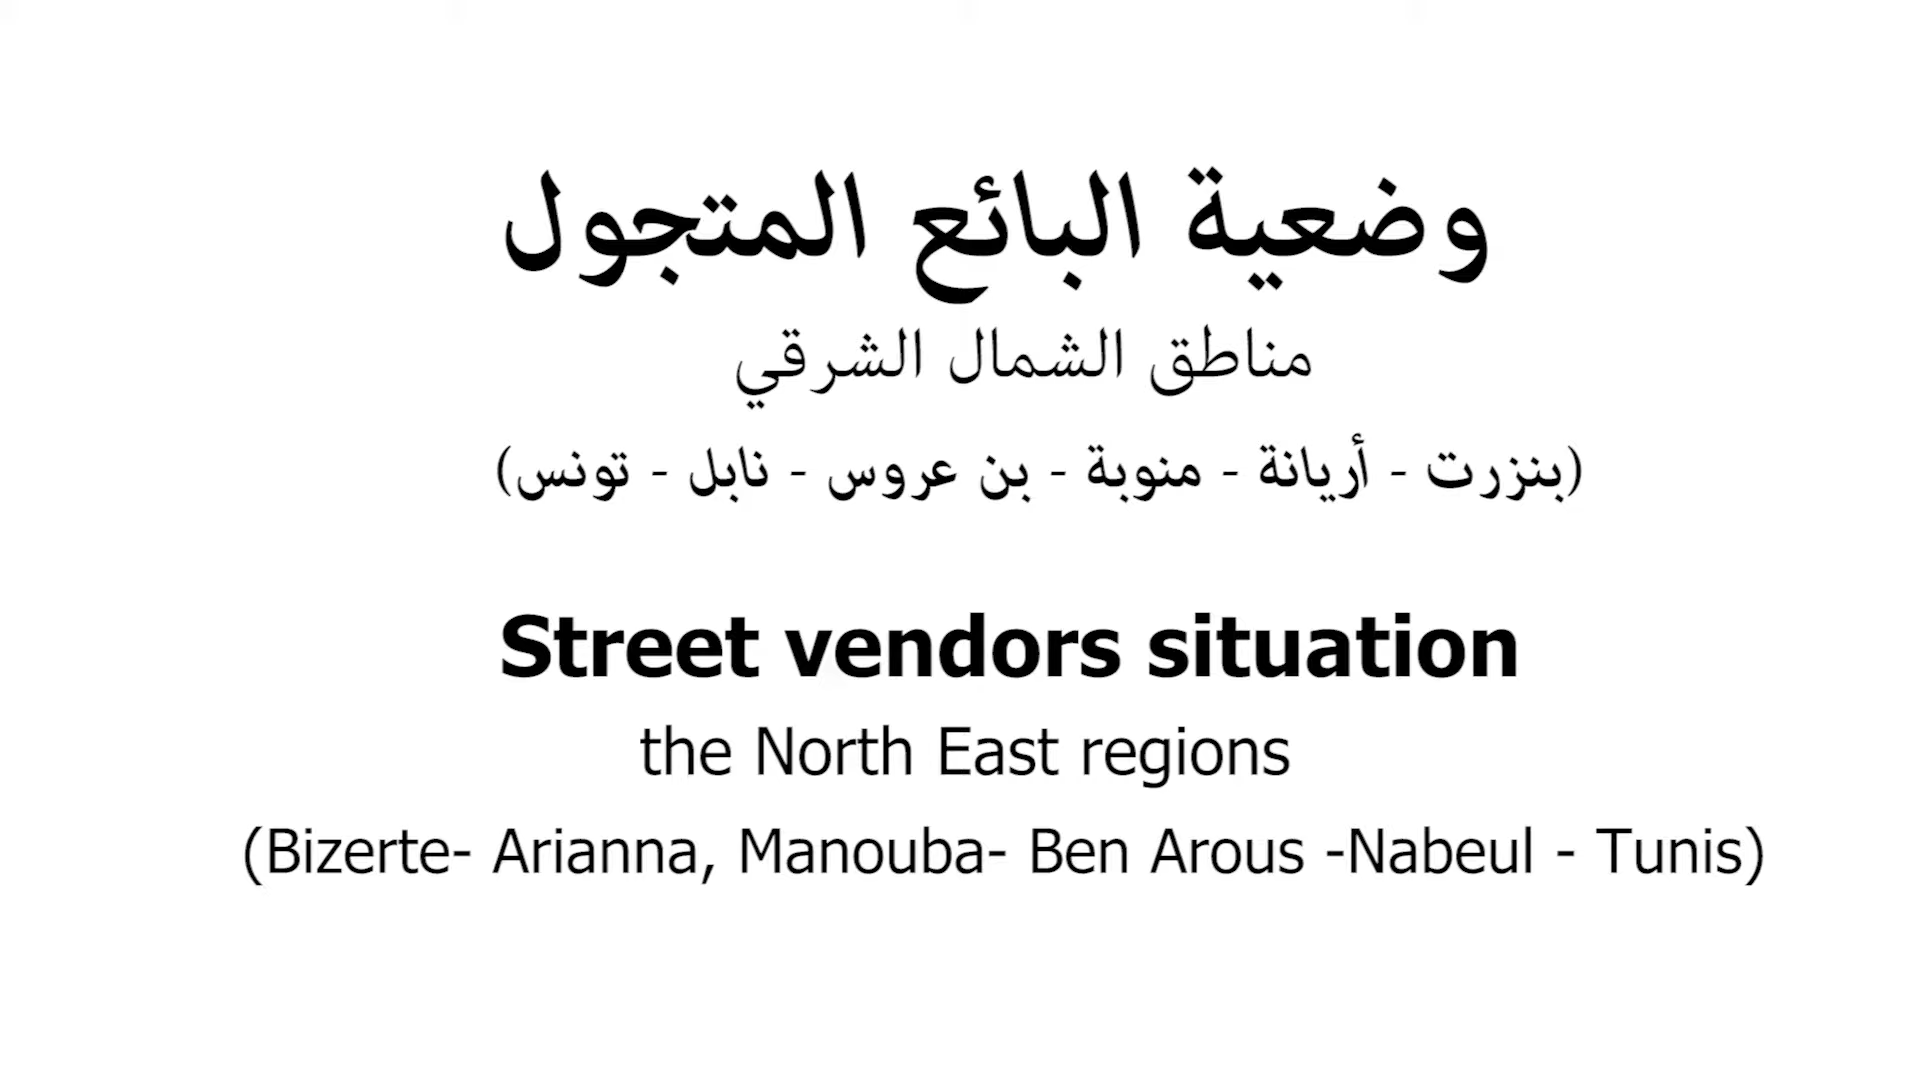 وضعية البائع المتجول
مناطق الشمال الشرقي
(بنزرت - أريانة - منوبة - بن عروس - نابل - تونس)
Street vendors situation
the North East regions
(Bizerte- Arianna, Manouba- Ben Arous -Nabeul - Tunis)